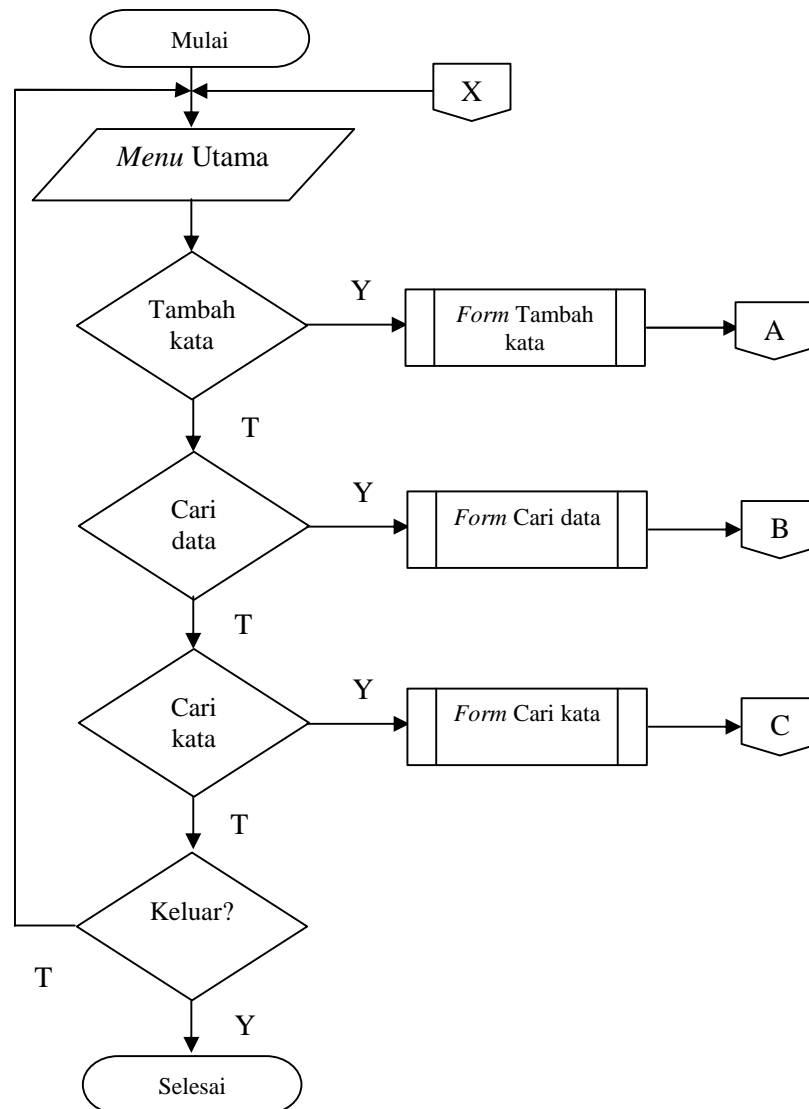 Mulai
X
Menu Utama
Tambah
kata
Y
Form Tambah
kata
A
T
Cari
data
Y
Form Cari data
B
T
Cari
kata
Y
Form Cari kata
C
T
Keluar?
T
Y
Selesai